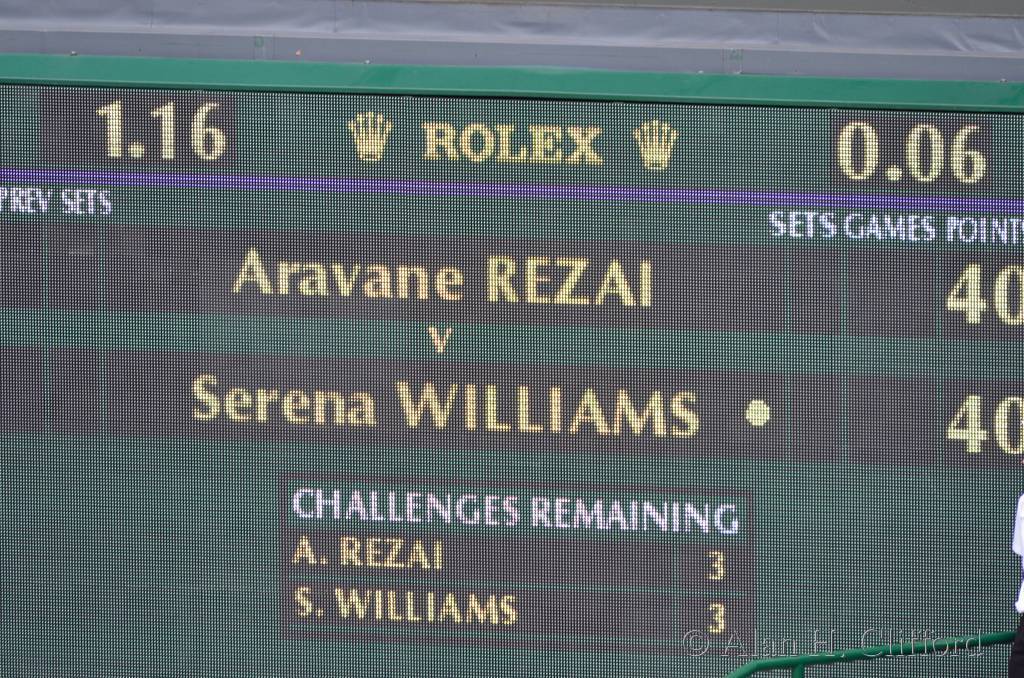 1.16 ROLEX 0.06
PREV SETS
SETS GAMES POINTS
Aravane REZAI 40
v
Serena WILLIAMS 40
CHALLENGES REMAINING
A. REZAI 3
S. WILLIAMS 3
© Alan H. Clifford